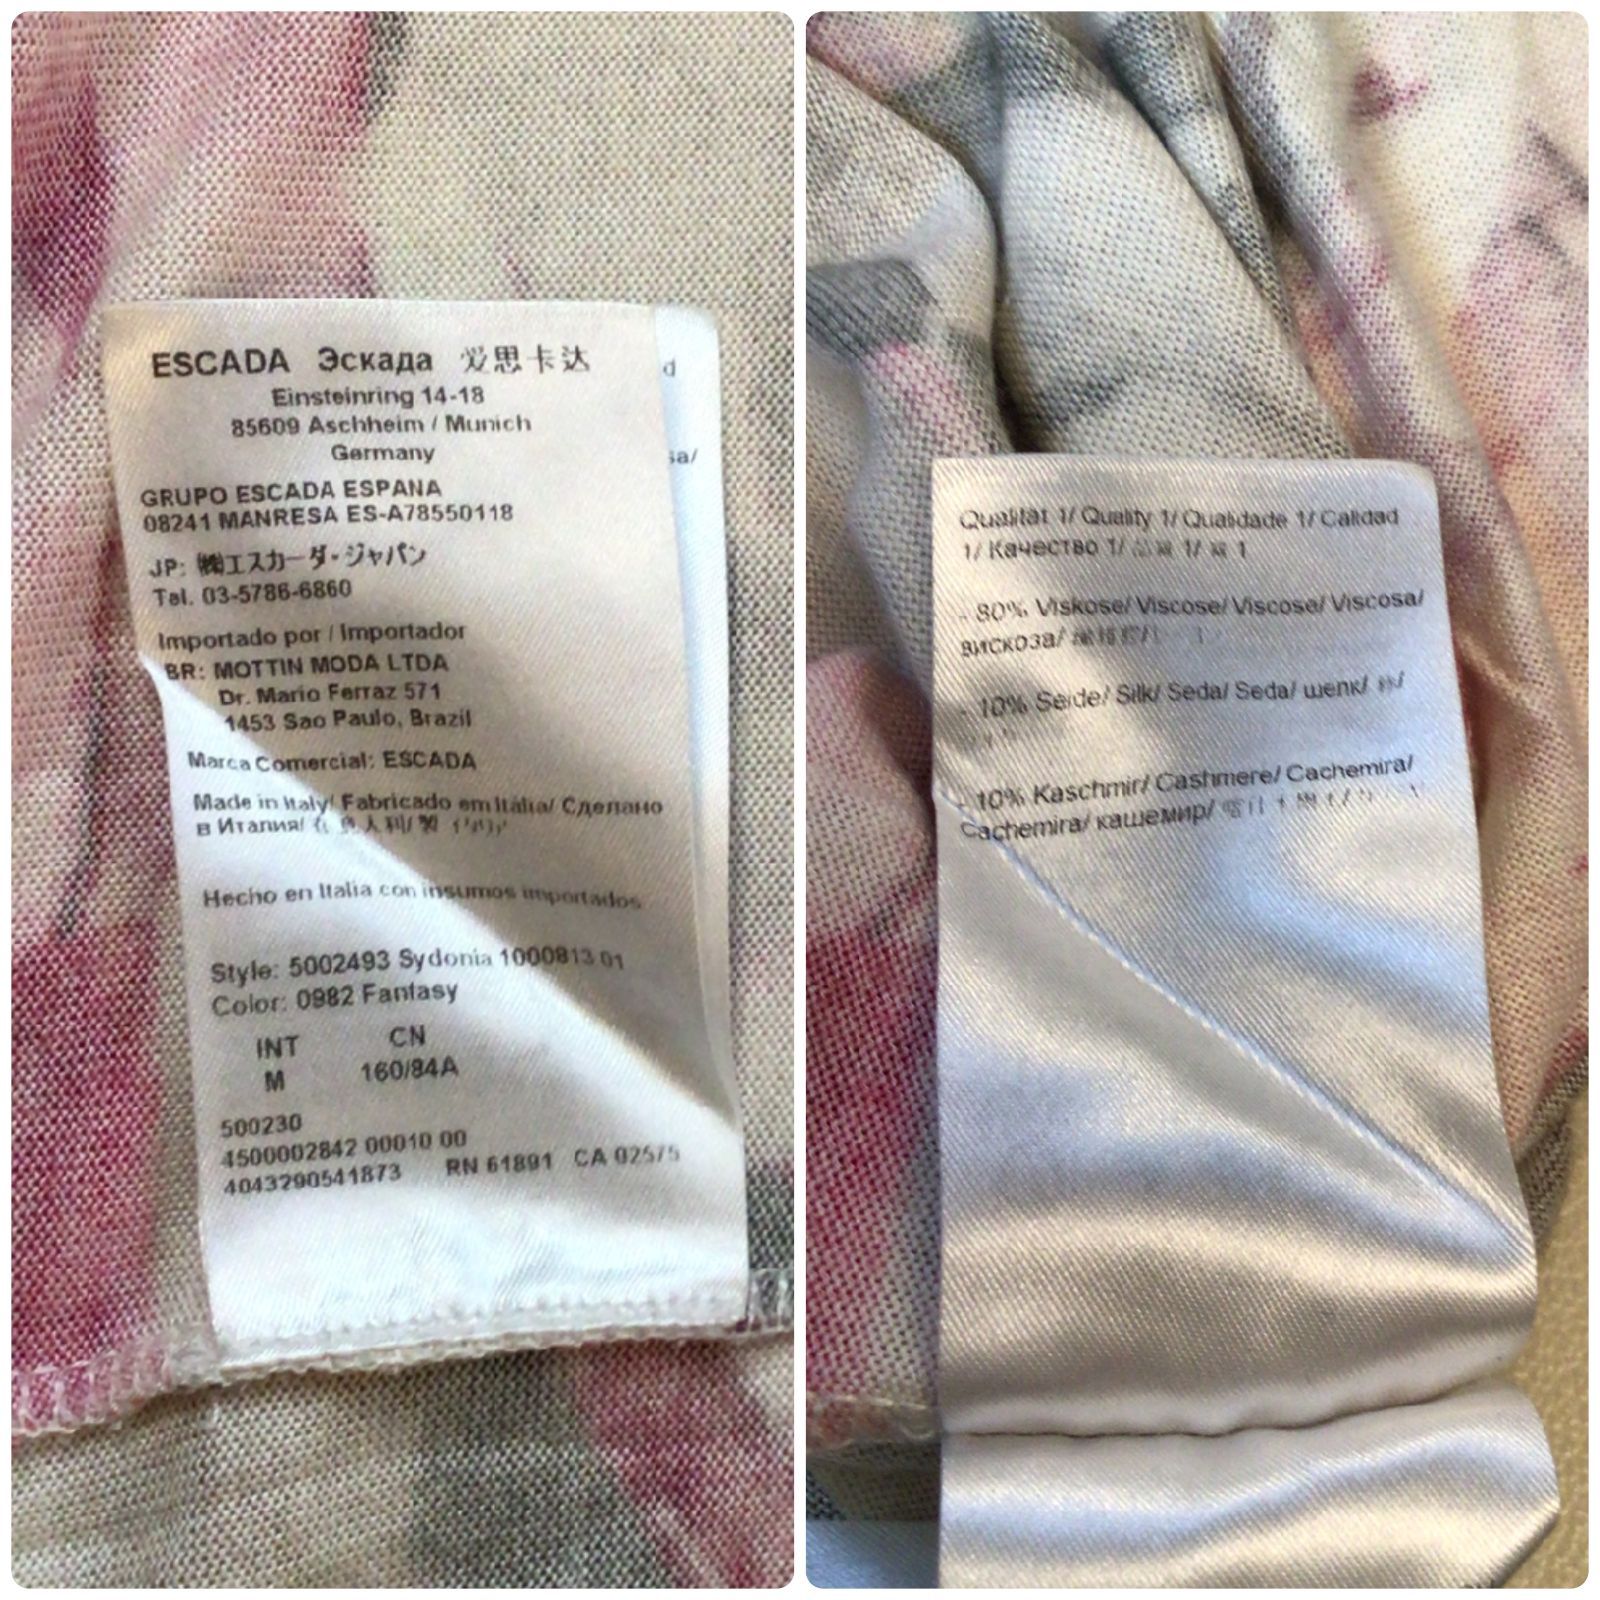 ESCADA Эскада 爱思卡达
Einsteinring 14-18
85609 Aschheim / Munich
Germany
GRUPO ESCADA ESPANA
08241 MANRESA ES-A78550118
JP: ㈱エスカーダ・ジャパン
Tel. 03-5786-6860
Importado por / Importador
BR: MOTTIN MODA LTDA
Dr. Mario Ferraz 571
1453 Sao Paulo, Brazil
Marca Comercial: ESCADA
Made in Italy/ Fabricado em Itália/ Сделано
в Италия/
Hecho en Italia con insumos importados
Style: 5002493 Sydonia 1000813 01
Color: 0982 Fantasy
INT CN
M 160/84A
500230
4500002842 00010 00
4043290541873 RN 61891 CA 02575
d
sa/
Qualität 1/ Quality 1/ Qualidade 1/ Calidad
1/ Качество 1/ 1/ 1
- 80% Viskose/ Viscose/ Viscose/ Viscosa/
вискоза/
- 10% Seide/ Silk/ Seda/ Seda/ шелк/
- 10% Kaschmir/ Cashmere/ Cachemira/
Cachemira/ кашемир/